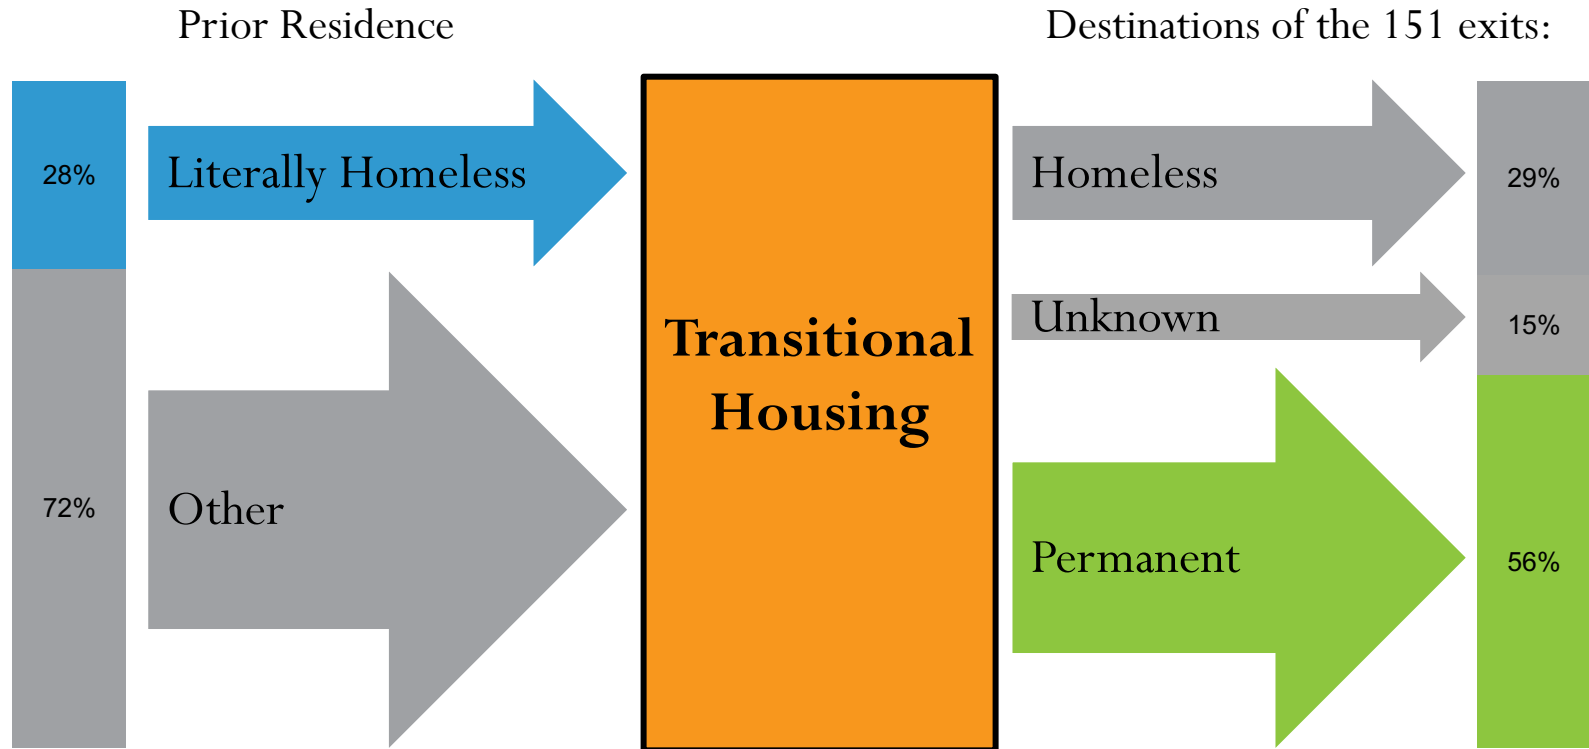 Prior Residence
Destinations of the 151 exits:
28%
Literally Homeless
Homeless
29%
Unknown
15%
Transitional
Housing
72%
Other
Permanent
56%